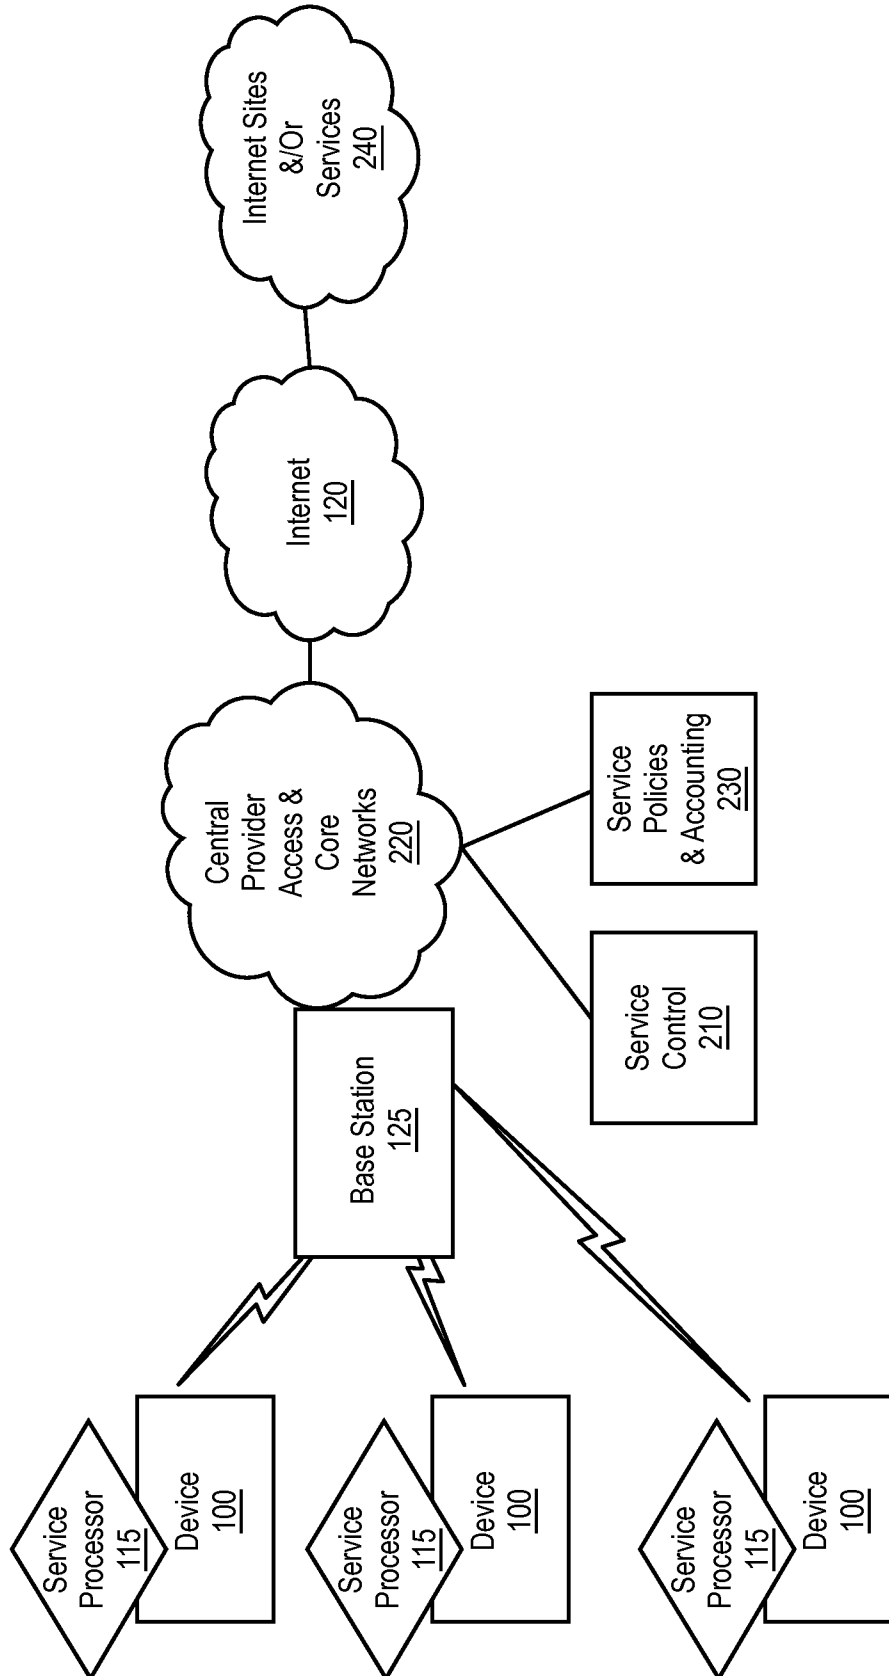 Service
Processor
115
Device
100
Service
Processor
115
Device
100
Service
Processor
115
Device
100
Base Station
125
Central
Provider
Access &
Core
Networks
220
Service
Control
210
Service
Policies
& Accounting
230
Internet
120
Internet Sites
&/Or
Services
240